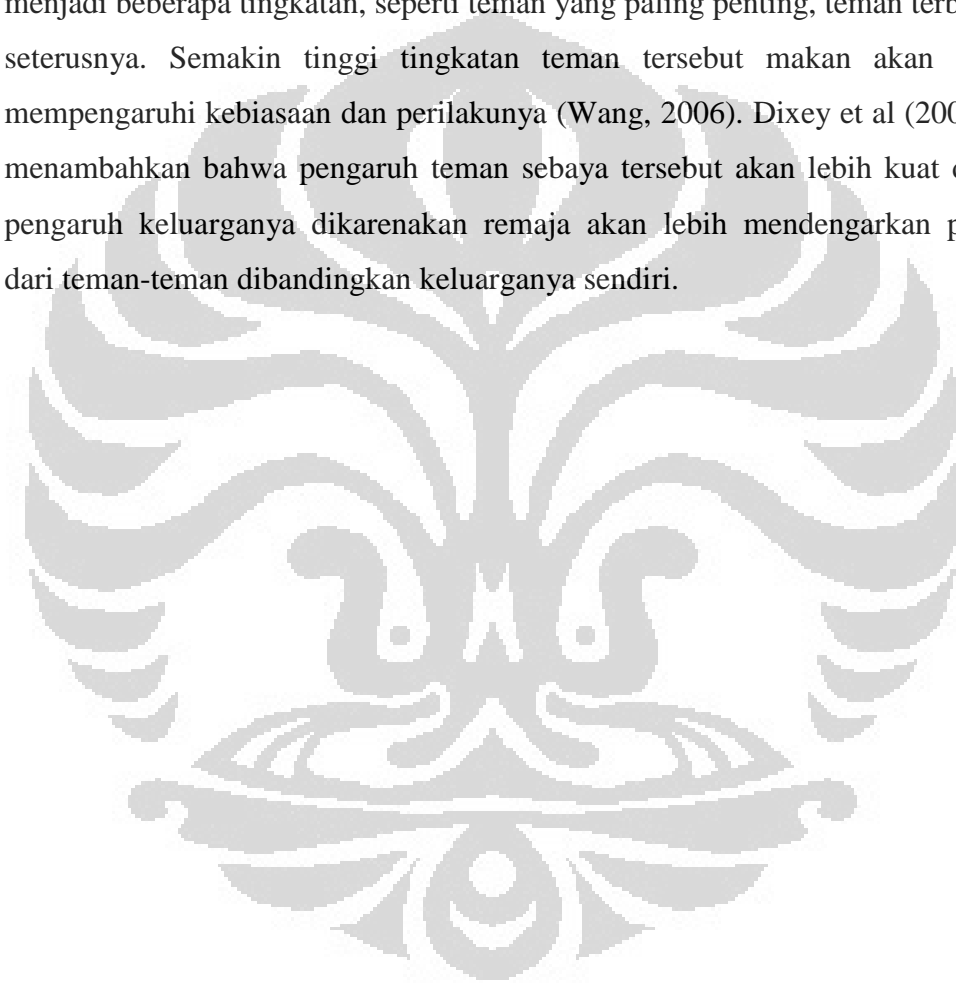 menjadi beberapa tingkatan, seperti teman yang paling penting, teman
seterusnya. Semakin tinggi tingkatan teman tersebut makan akan
mempengaruhi kebiasaan dan perilakunya (Wang, 2006). Dixey et al
menambahkan bahwa pengaruh teman sebaya tersebut akan lebih kuat
pengaruh keluarganya dikarenakan remaja akan lebih mendengarkan
dari teman-teman dibandingkan keluarganya sendiri.